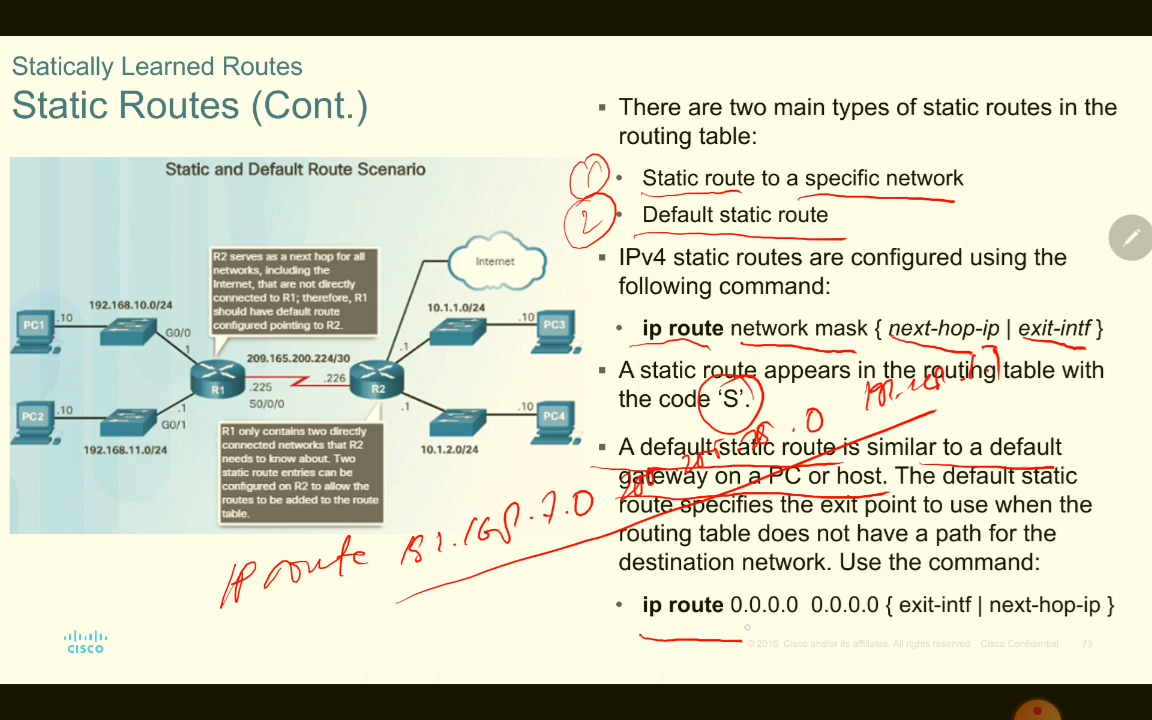 Statically Learned Routes
Static Routes (Cont.)
Static and Default Route Scenario
R2 serves as a next hop for all
networks, including the
Internet, that are not directly
connected to R1; therefore, R1
should have default route
configured pointing to R2.
Internet
192.168.10.0/24
10.1.1.0/24
PC1
.10
G0/0
.1
.10
PC3
209.165.200.224/30
.1
R1
.225
.226
R2
S0/0/0
PC2
.10
.1
G0/1
.1
.10
PC4
192.168.11.0/24
10.1.2.0/24
R1 only contains two directly
connected networks that R2
needs to know about. Two
static route entries can be
configured on R2 to allow the
routes to be added to the route
table.
There are two main types of static routes in the
routing table:
1
Static route to a specific network
2
Default static route
IPv4 static routes are configured using the
following command:
ip route network mask { next-hop-ip | exit-intf }
A static route appears in the routing table with
the code ‘S’.
A default static route is similar to a default
gateway on a PC or host. The default static
route specifies the exit point to use when the
routing table does not have a path for the
destination network. Use the command:
ip route 0.0.0.0 0.0.0.0 { exit-intf | next-hop-ip }
IP route
CISCO
© 2016 Cisco and/or its affiliates. All rights reserved. Cisco Confidential
73